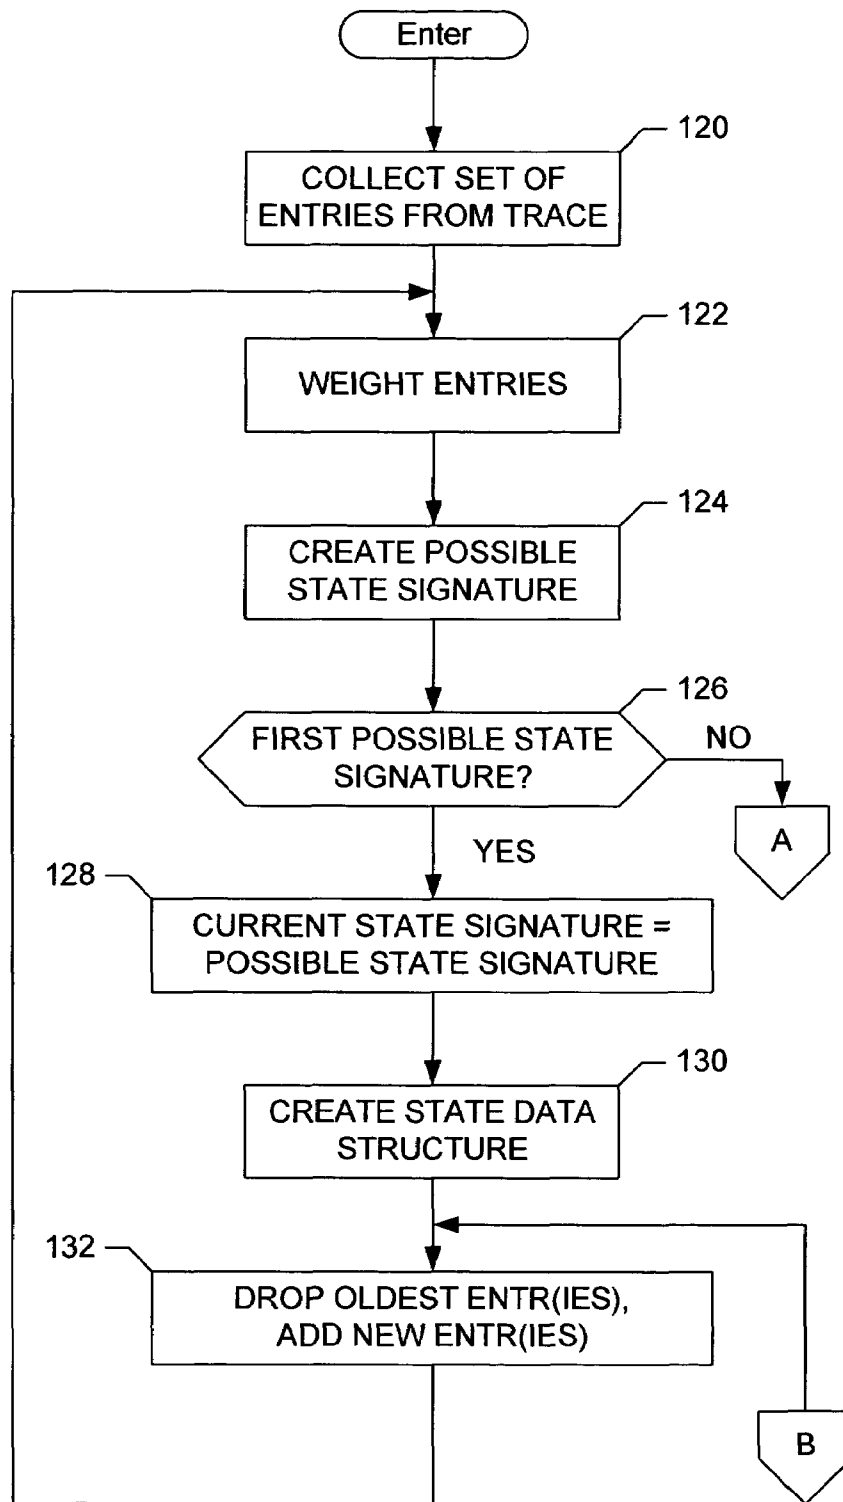 Enter
120
COLLECT SET OF
ENTRIES FROM TRACE
122
WEIGHT ENTRIES
124
CREATE POSSIBLE
STATE SIGNATURE
126
FIRST POSSIBLE STATE
SIGNATURE?
NO
A
YES
128
CURRENT STATE SIGNATURE =
POSSIBLE STATE SIGNATURE
130
CREATE STATE DATA
STRUCTURE
132
DROP OLDEST ENTR(IES),
ADD NEW ENTR(IES)
B